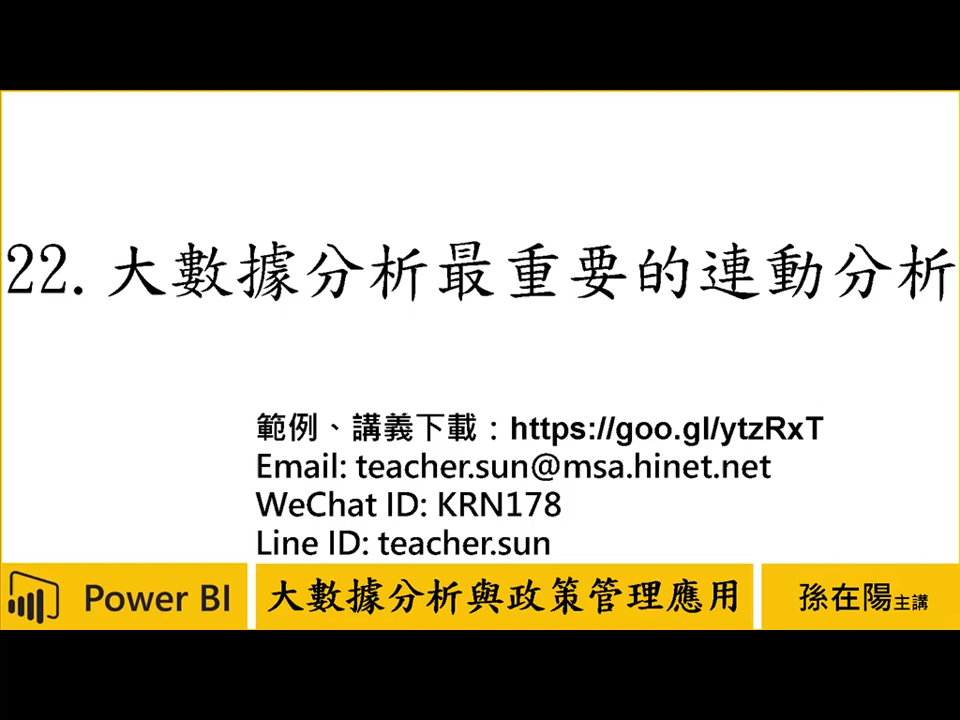 22.大數據分析最重要的連動分析
範例、講義下載：https://goo.gl/ytzRxT
Email: teacher.sun@msa.hinet.net
WeChat ID: KRN178
Line ID: teacher.sun
Power BI
大數據分析與政策管理應用
孫在陽主講